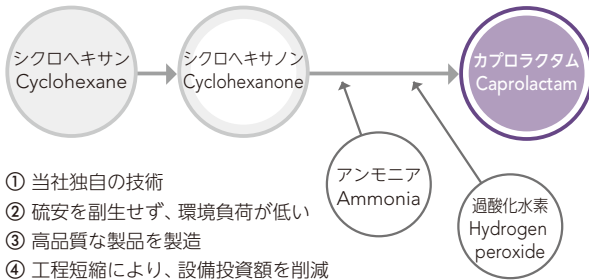 シクロヘキサン
Cyclohexane
シクロヘキサノン
Cyclohexanone
カプロラクタム
Caprolactam
アンモニア
Ammonia
過酸化水素
Hydrogen
peroxide
① 当社独自の技術
② 硫安を副生せず、環境負荷が低い
③ 高品質な製品を製造
④ 工程短縮により、設備投資額を削減